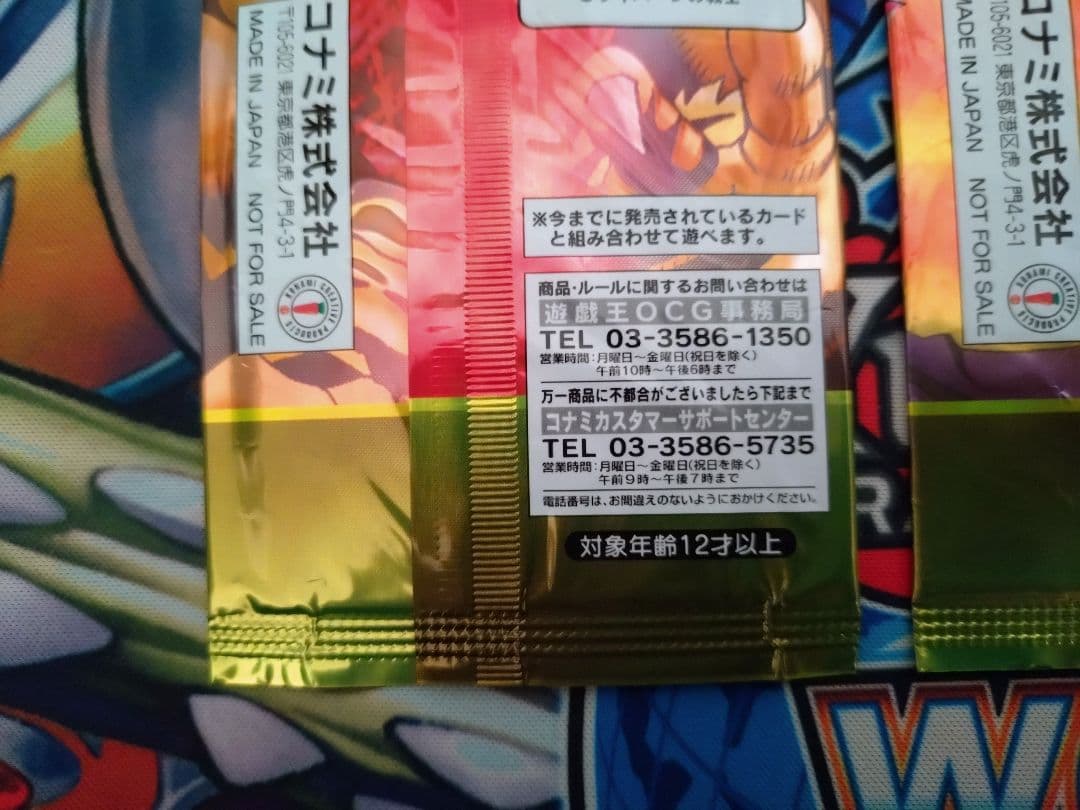 コナミ株式会社
〒105-6021 東京都港区虎ノ門4-3-1
MADE IN JAPAN NOT FOR SALE
KONAMI CREATIVE PRODUCTS
※今までに発売されているカード
と組み合わせて遊べます。
商品・ルールに関するお問い合わせは
遊戯王OCG事務局
TEL 03-3586-1350
営業時間:月曜日～金曜日(祝日を除く)
午前10時～午後6時まで
万一商品に不都合がございましたら下記まで
コナミカスタマーサポートセンター
TEL 03-3586-5735
営業時間:月曜日～金曜日(祝日を除く)
午前9時～午後7時まで
電話番号は、お間違えのないようにおかけください。
対象年齢12才以上
コナミ株式会社
〒105-6021 東京都港区虎ノ門4-3-1
MADE IN JAPAN NOT FOR SALE
KONAMI CREATIVE PRODUCTS